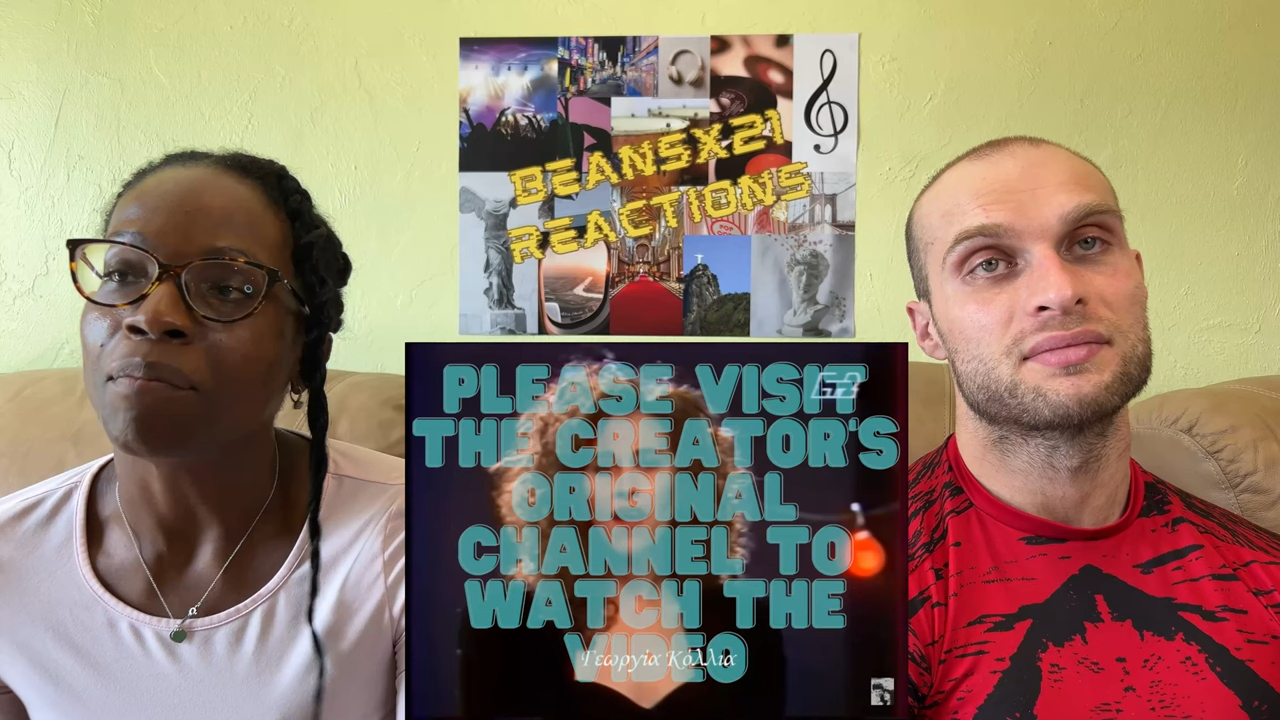 BEANSX21
REACTIONS
PLEASE VISIT
THE CREATOR'S
ORIGINAL
CHANNEL TO
WATCH THE
VIDEO
Γεωργία Κόλλια